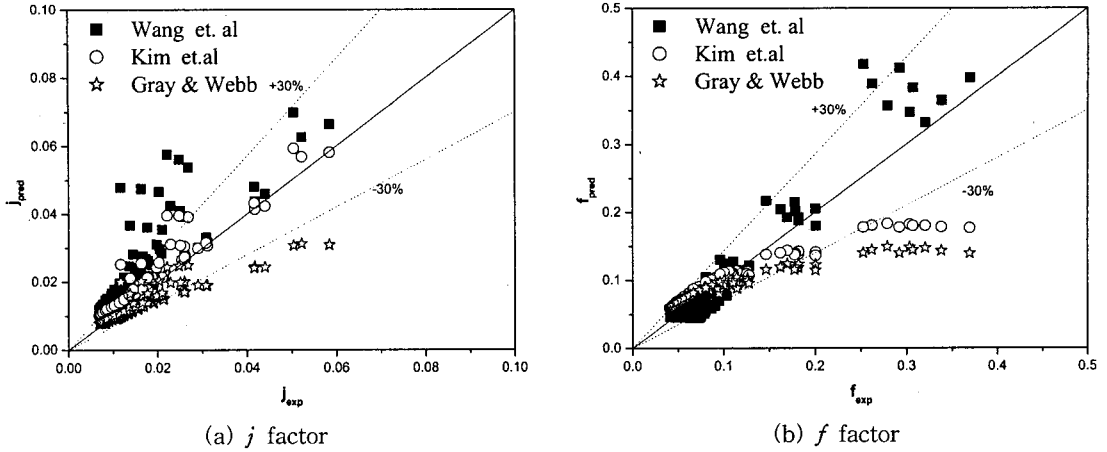 0.10
0.08
0.06
0.04
0.02
0.00
j_pred
Wang et. al
Kim et.al
Gray & Webb
+30%
-30%
0.00 0.02 0.04 0.06 0.08 0.10
j_exp
(a) j factor
0.5
0.4
0.3
0.2
0.1
0.0
f_pred
Wang et. al
Kim et.al
Gray & Webb
+30%
-30%
0.0 0.1 0.2 0.3 0.4 0.5
f_exp
(b) f factor